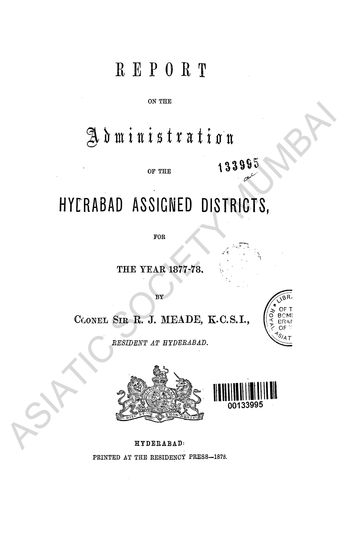 REPORT
ON THE
Administration
133995
OF THE
HYDERABAD ASSIGNED DISTRICTS,
FOR
THE YEAR 1877-78.
BY
COLONEL SIR R. J. MEADE, K.C.S.I.,
RESIDENT AT HYDERABAD.
00133995
HYDERABAD:
PRINTED AT THE RESIDENCY PRESS—1878.
ASIATIC SOCIETY MUMBAI